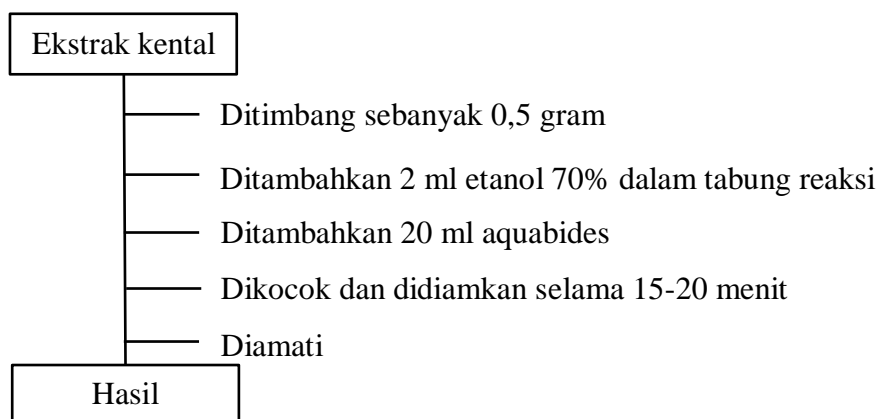 Ekstrak kental
Ditimbang sebanyak 0,5 gram
Ditambahkan 2 ml etanol 70% dalam tabung reaksi
Ditambahkan 20 ml aquabides
Dikocok dan didiamkan selama 15-20 menit
Diamati
Hasil